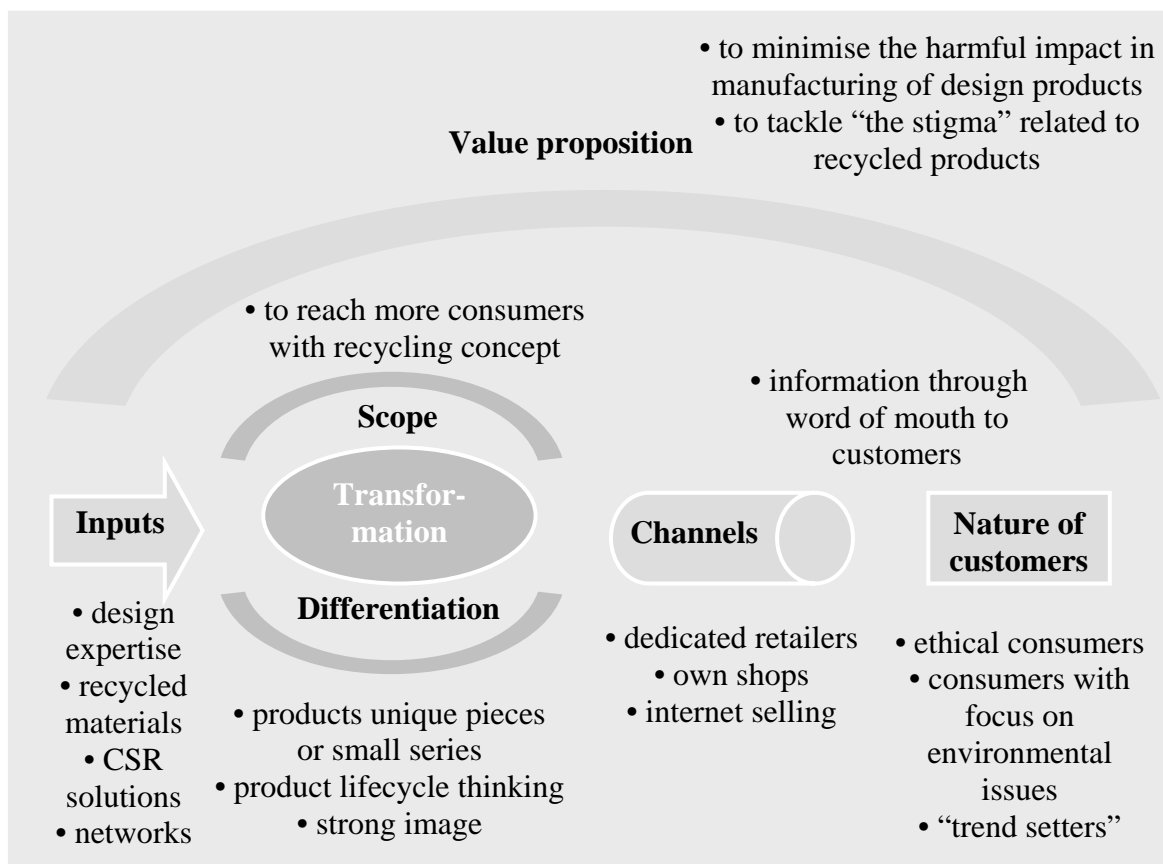 • to minimise the harmful impact in
manufacturing of design products
• to tackle “the stigma” related to
recycled products
Value proposition
• to reach more consumers
with recycling concept
Scope
Transfor-
mation
Differentiation
• information through
word of mouth to
customers
Inputs
Channels
Nature of
customers
• design
expertise
• recycled
materials
• CSR
solutions
• networks
• products unique pieces
or small series
• product lifecycle thinking
• strong image
• dedicated retailers
• own shops
• internet selling
• ethical consumers
• consumers with
focus on
environmental
issues
• “trend setters”